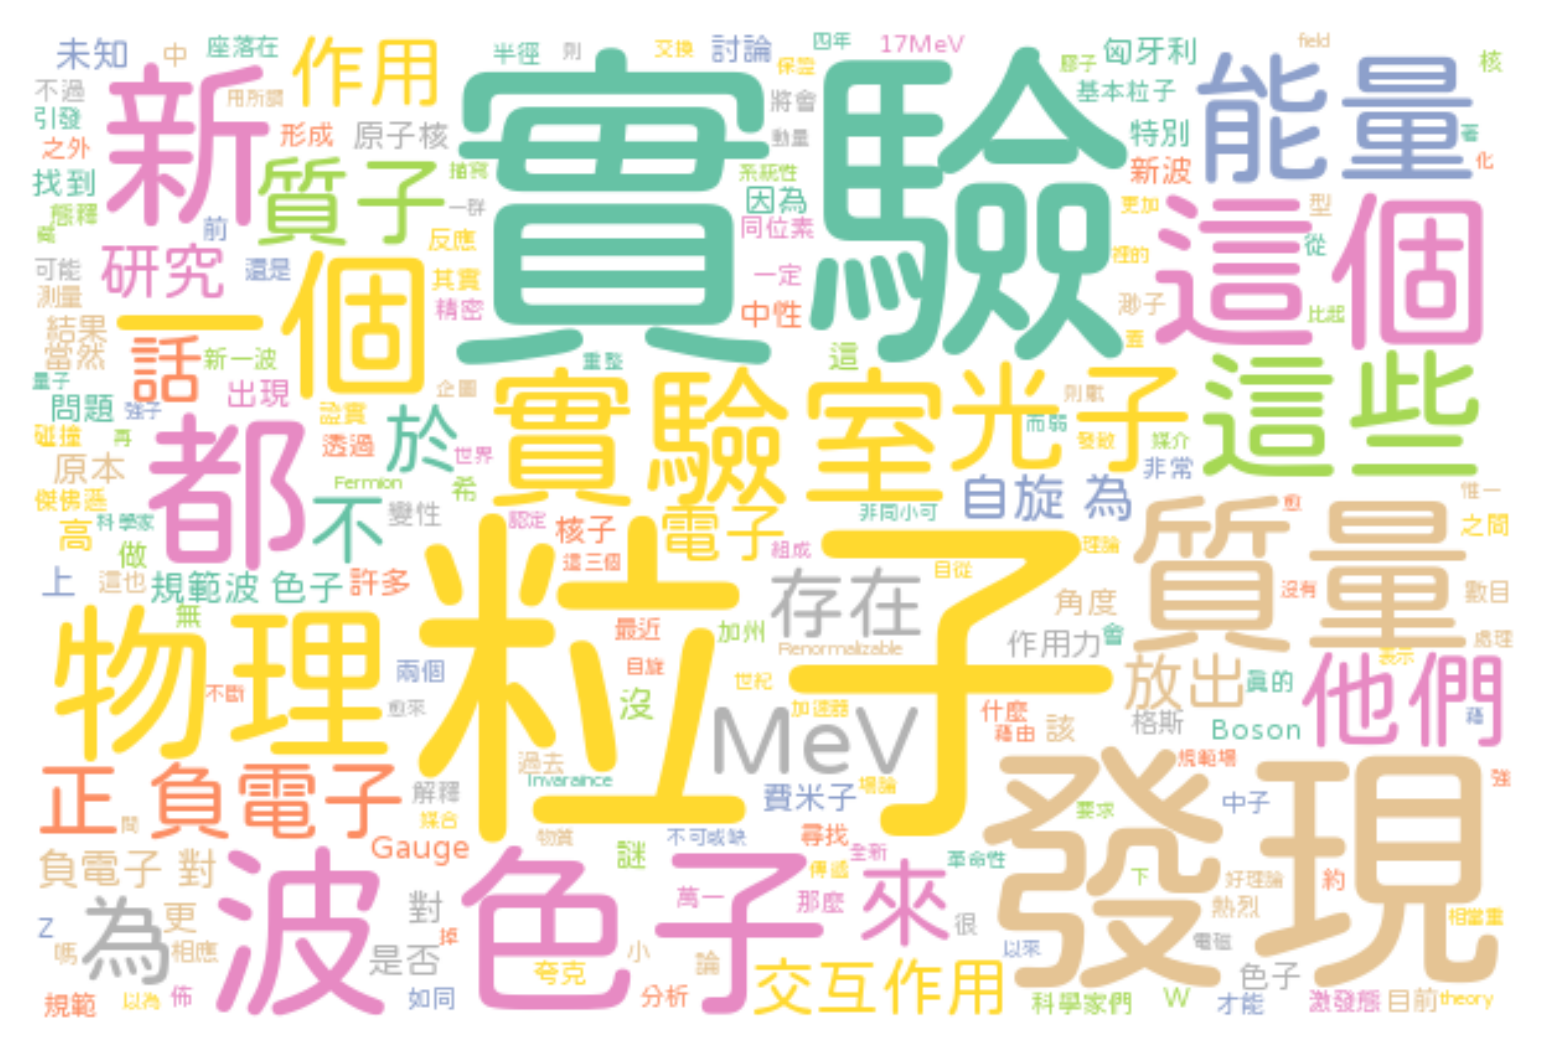 未知
中
座落在
作用
半徑
則
交換
討論
四年
17MeV
匈牙利
field
核
不過
新
用所謂
實驗
保證
膠子
能量
引發
形成
原子核
將會
基本粒子
之外
質子
動量
特別
著
找到
描寫
系統性
新波
化
態釋
前
一群
因為
更加
這個
型
反應
同位素
從
研究
還是
個
裡的
可能
其實
一定
測量
精密
中性
渺子
比起
結果
一
話
新一波
重整
這
當然
量子
出現
企圖
實驗室
光子
則獻
這些
問題
強子
於
而弱
碰撞
再
都
透過
世界
發啟
媒介
原本
Fermion
希
非常
傑佛遜
不
變性
自旋
為
質量
愈
惟一
高
科學家
認定
核子
電子
非同小可
之間
做
這三個
組成
粒子
理論
上
這也
規範波
色子
許多
存在
自從
沒有
數目
無
角度
物理
最近
加州
Renormalizable
作用力
會
處理
兩個
自旋
放出
表示
他們
不斷
世紀
真的
愈來
沒
MeV
加速器
什麼
藉由
該
格斯
Boson
藉
正
負電子
過去
Invaraince
發現
規範場
強
解釋
費米子
場論
要求
中子
間
媒合
物質
不可或缺
尋找
Gauge
謎
全新
革命性
負電子
對
波色子
傳國
來
下
好理論
約
為
更
對
萬一
那麼
很
熱烈
相當重
Z
嗎
相應
掉
是否
小
論
以來
電磁
夸克
交互作用
色子
規範
以為
佈
如同
分析
科學家們
W
才能
激發態
目前
theory